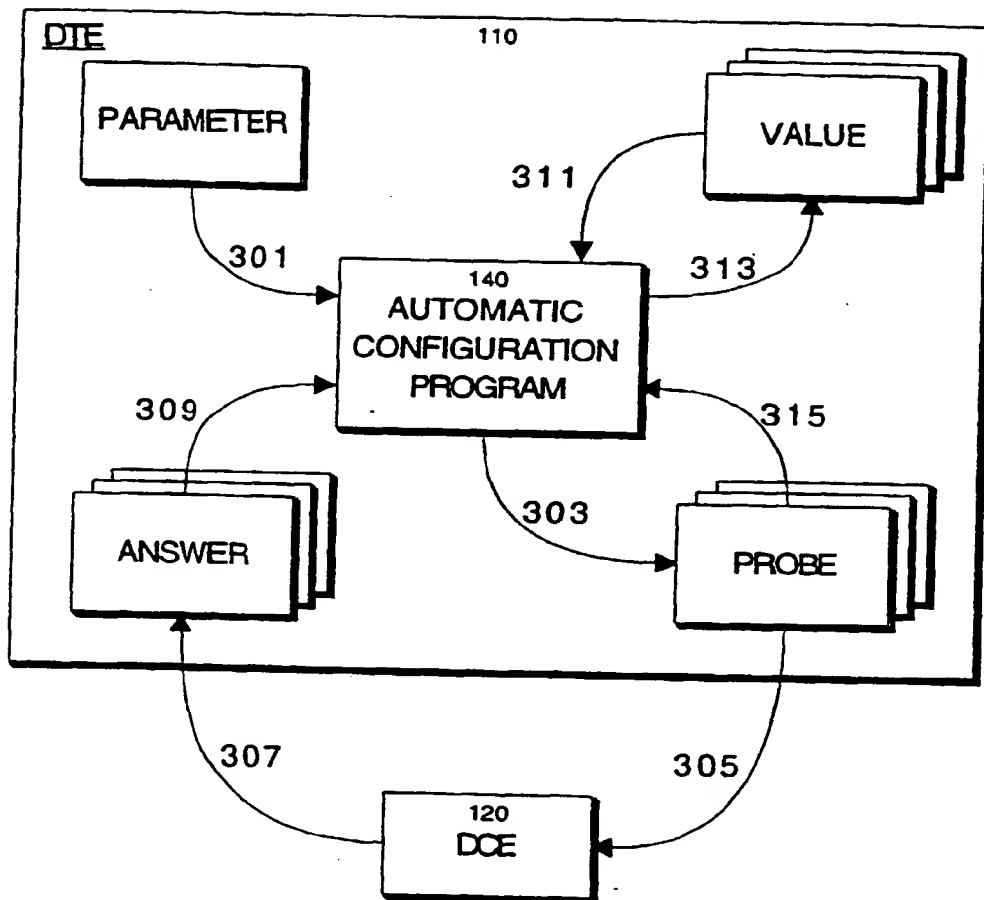 DTE
110
PARAMETER
VALUE
311
301
313
140
AUTOMATIC
CONFIGURATION
PROGRAM
309
315
303
ANSWER
PROBE
307
305
120
DCE